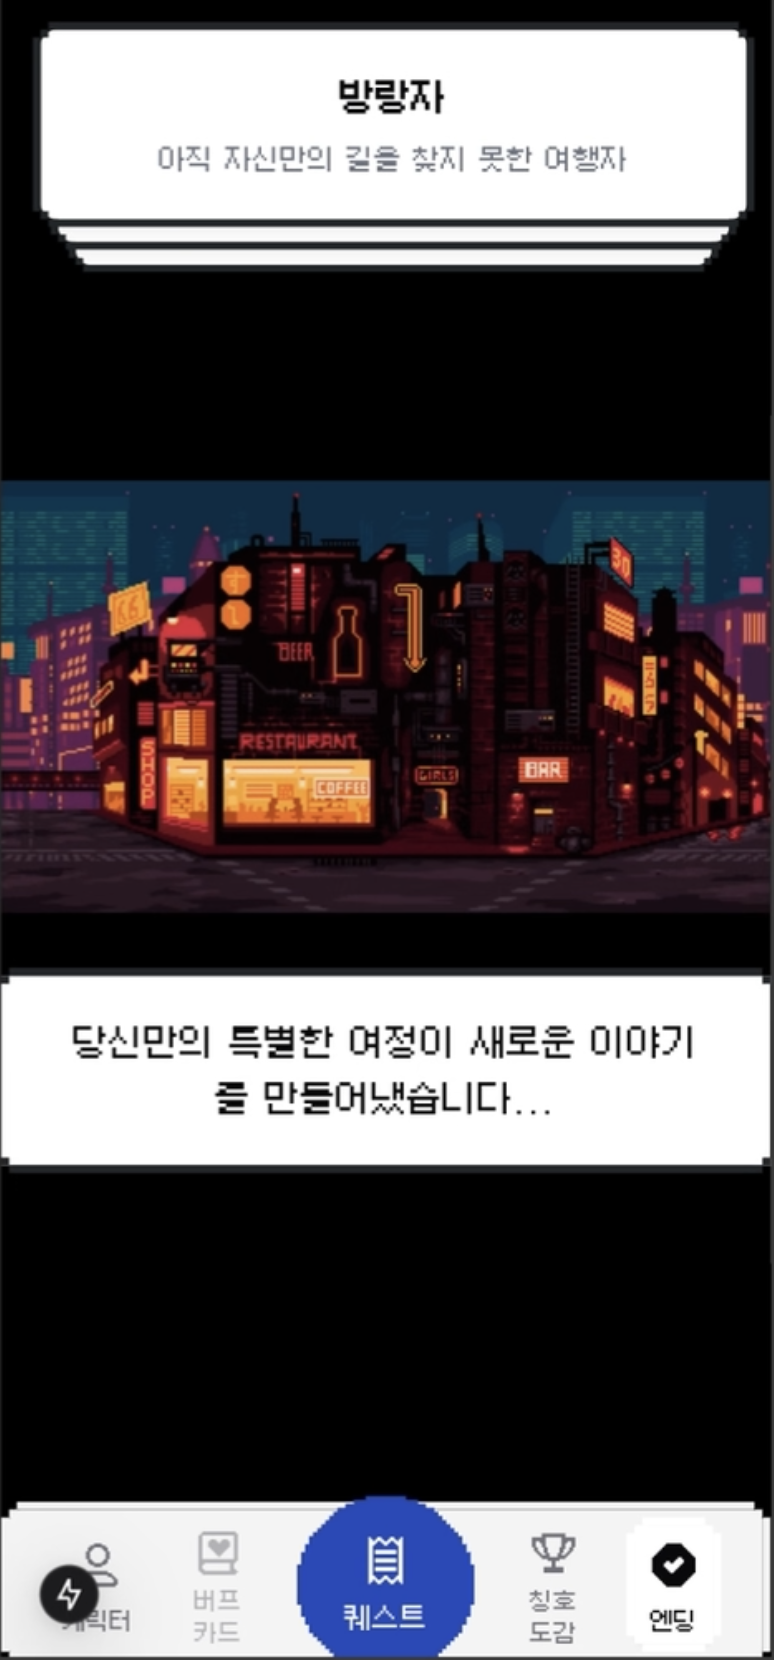 방랑자
아직 자신만의 길을 찾지 못한 여행자
BEER
RESTAURANT
SHOP
COFFEE
GIRLS
BAR
당신만의 특별한 여정이 새로운 이야기
를 만들어냈습니다...
버프
카드
퀘스트
칭호
도감
엔딩